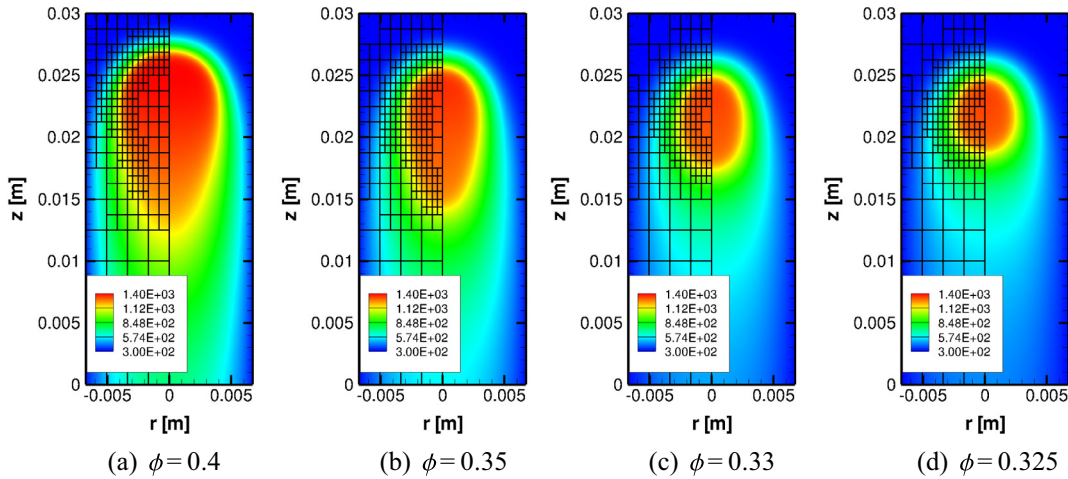 0.03
0.025
0.02
0.015
0.01
0.005
0
z [m]
1.40E+03
1.12E+03
8.48E+02
5.74E+02
3.00E+02
-0.005 0 0.005
r [m]
(a) ϕ = 0.4
0.03
0.025
0.02
0.015
0.01
0.005
0
z [m]
1.40E+03
1.12E+03
8.48E+02
5.74E+02
3.00E+02
-0.005 0 0.005
r [m]
(b) ϕ = 0.35
0.03
0.025
0.02
0.015
0.01
0.005
0
z [m]
1.40E+03
1.12E+03
8.48E+02
5.74E+02
3.00E+02
-0.005 0 0.005
r [m]
(c) ϕ = 0.33
0.03
0.025
0.02
0.015
0.01
0.005
0
z [m]
1.40E+03
1.12E+03
8.48E+02
5.74E+02
3.00E+02
-0.005 0 0.005
r [m]
(d) ϕ = 0.325